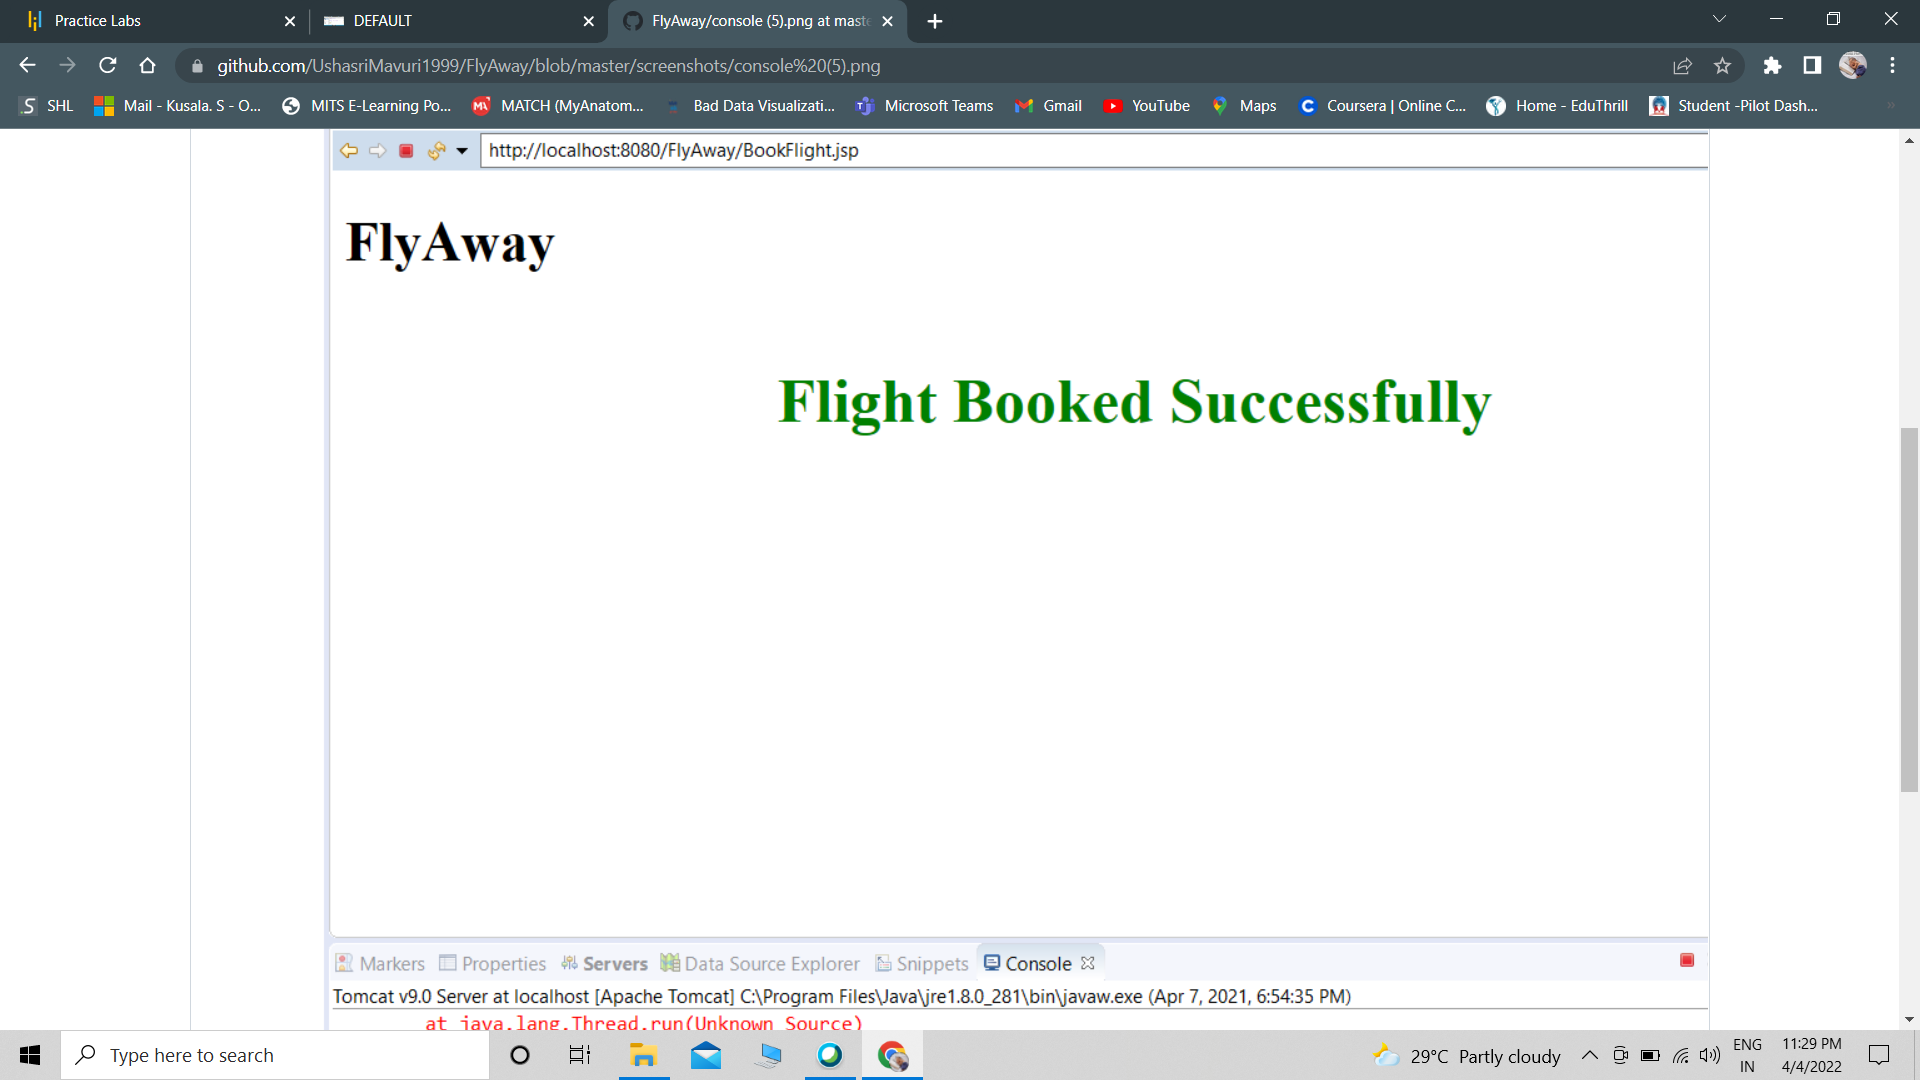 Practice Labs
DEFAULT
FlyAway/console (5).png at maste
github.com/UshasriMavuri1999/FlyAway/blob/master/screenshots/console%20(5).png
SHL
Mail - Kusala. S - O...
MITS E-Learning Po...
MATCH (MyAnatom...
Bad Data Visualizati...
Microsoft Teams
Gmail
YouTube
Maps
Coursera | Online C...
Home - EduThrill
Student -Pilot Dash...
http://localhost:8080/FlyAway/BookFlight.jsp
FlyAway
Flight Booked Successfully
Markers
Properties
Servers
Data Source Explorer
Snippets
Console
Tomcat v9.0 Server at localhost [Apache Tomcat] C:\Program Files\Java\jre1.8.0_281\bin\javaw.exe (Apr 7, 2021, 6:54:35 PM)
at java.lang.Thread.run(Unknown Source)
Type here to search
29°C Partly cloudy
ENG
IN
11:29 PM
4/4/2022